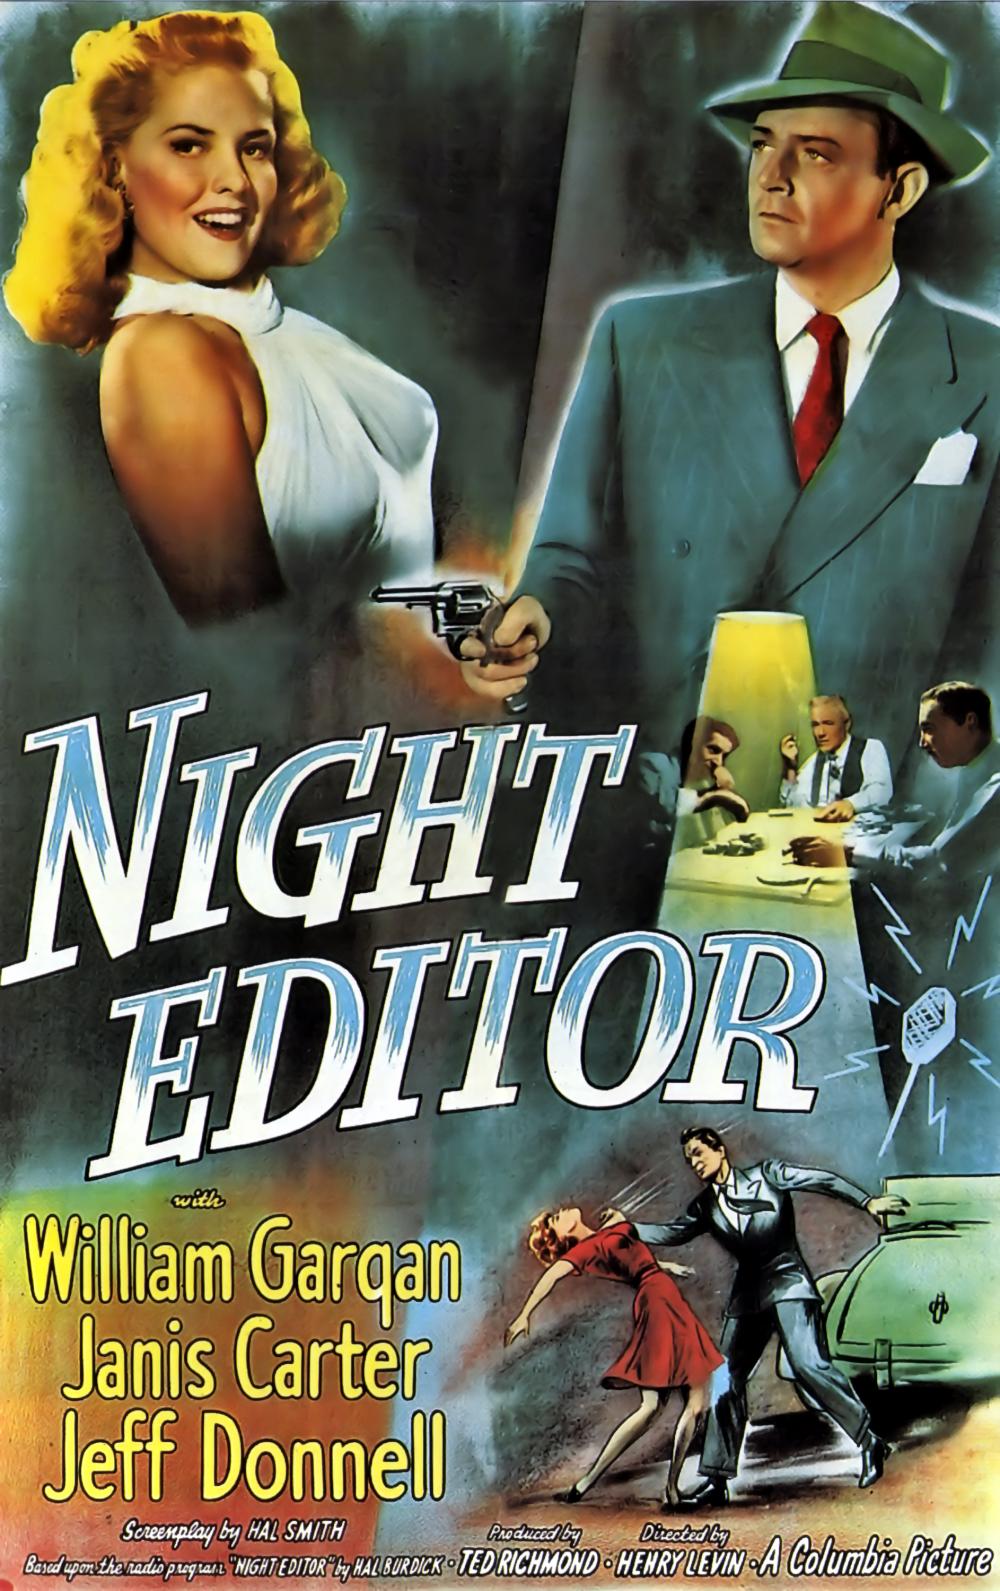 NIGHT
EDITOR
with
William Gargan
Janis Carter
Jeff Donnell
Screenplay by HAL SMITH
Based upon the radio program "NIGHT EDITOR" by HAL BURDICK · Produced by TED RICHMOND · Directed by HENRY LEVIN · A Columbia Picture